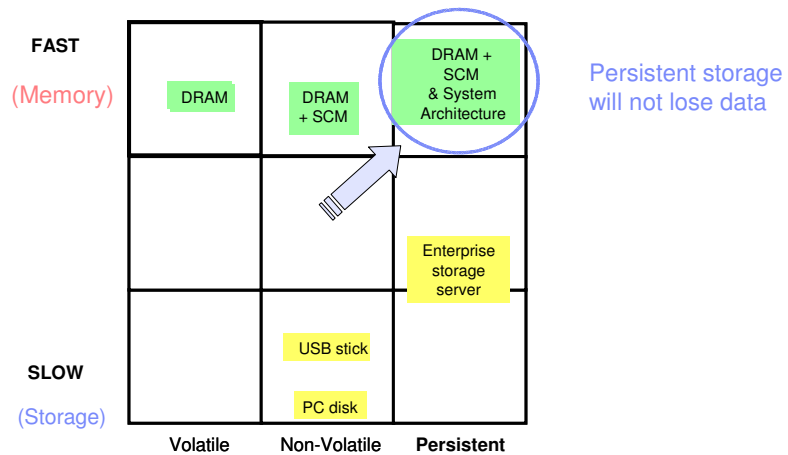 FAST
(Memory)
DRAM
DRAM
+ SCM
DRAM +
SCM
& System
Architecture
Persistent storage
will not lose data
Enterprise
storage
server
USB stick
PC disk
SLOW
(Storage)
Volatile
Non-Volatile
Persistent